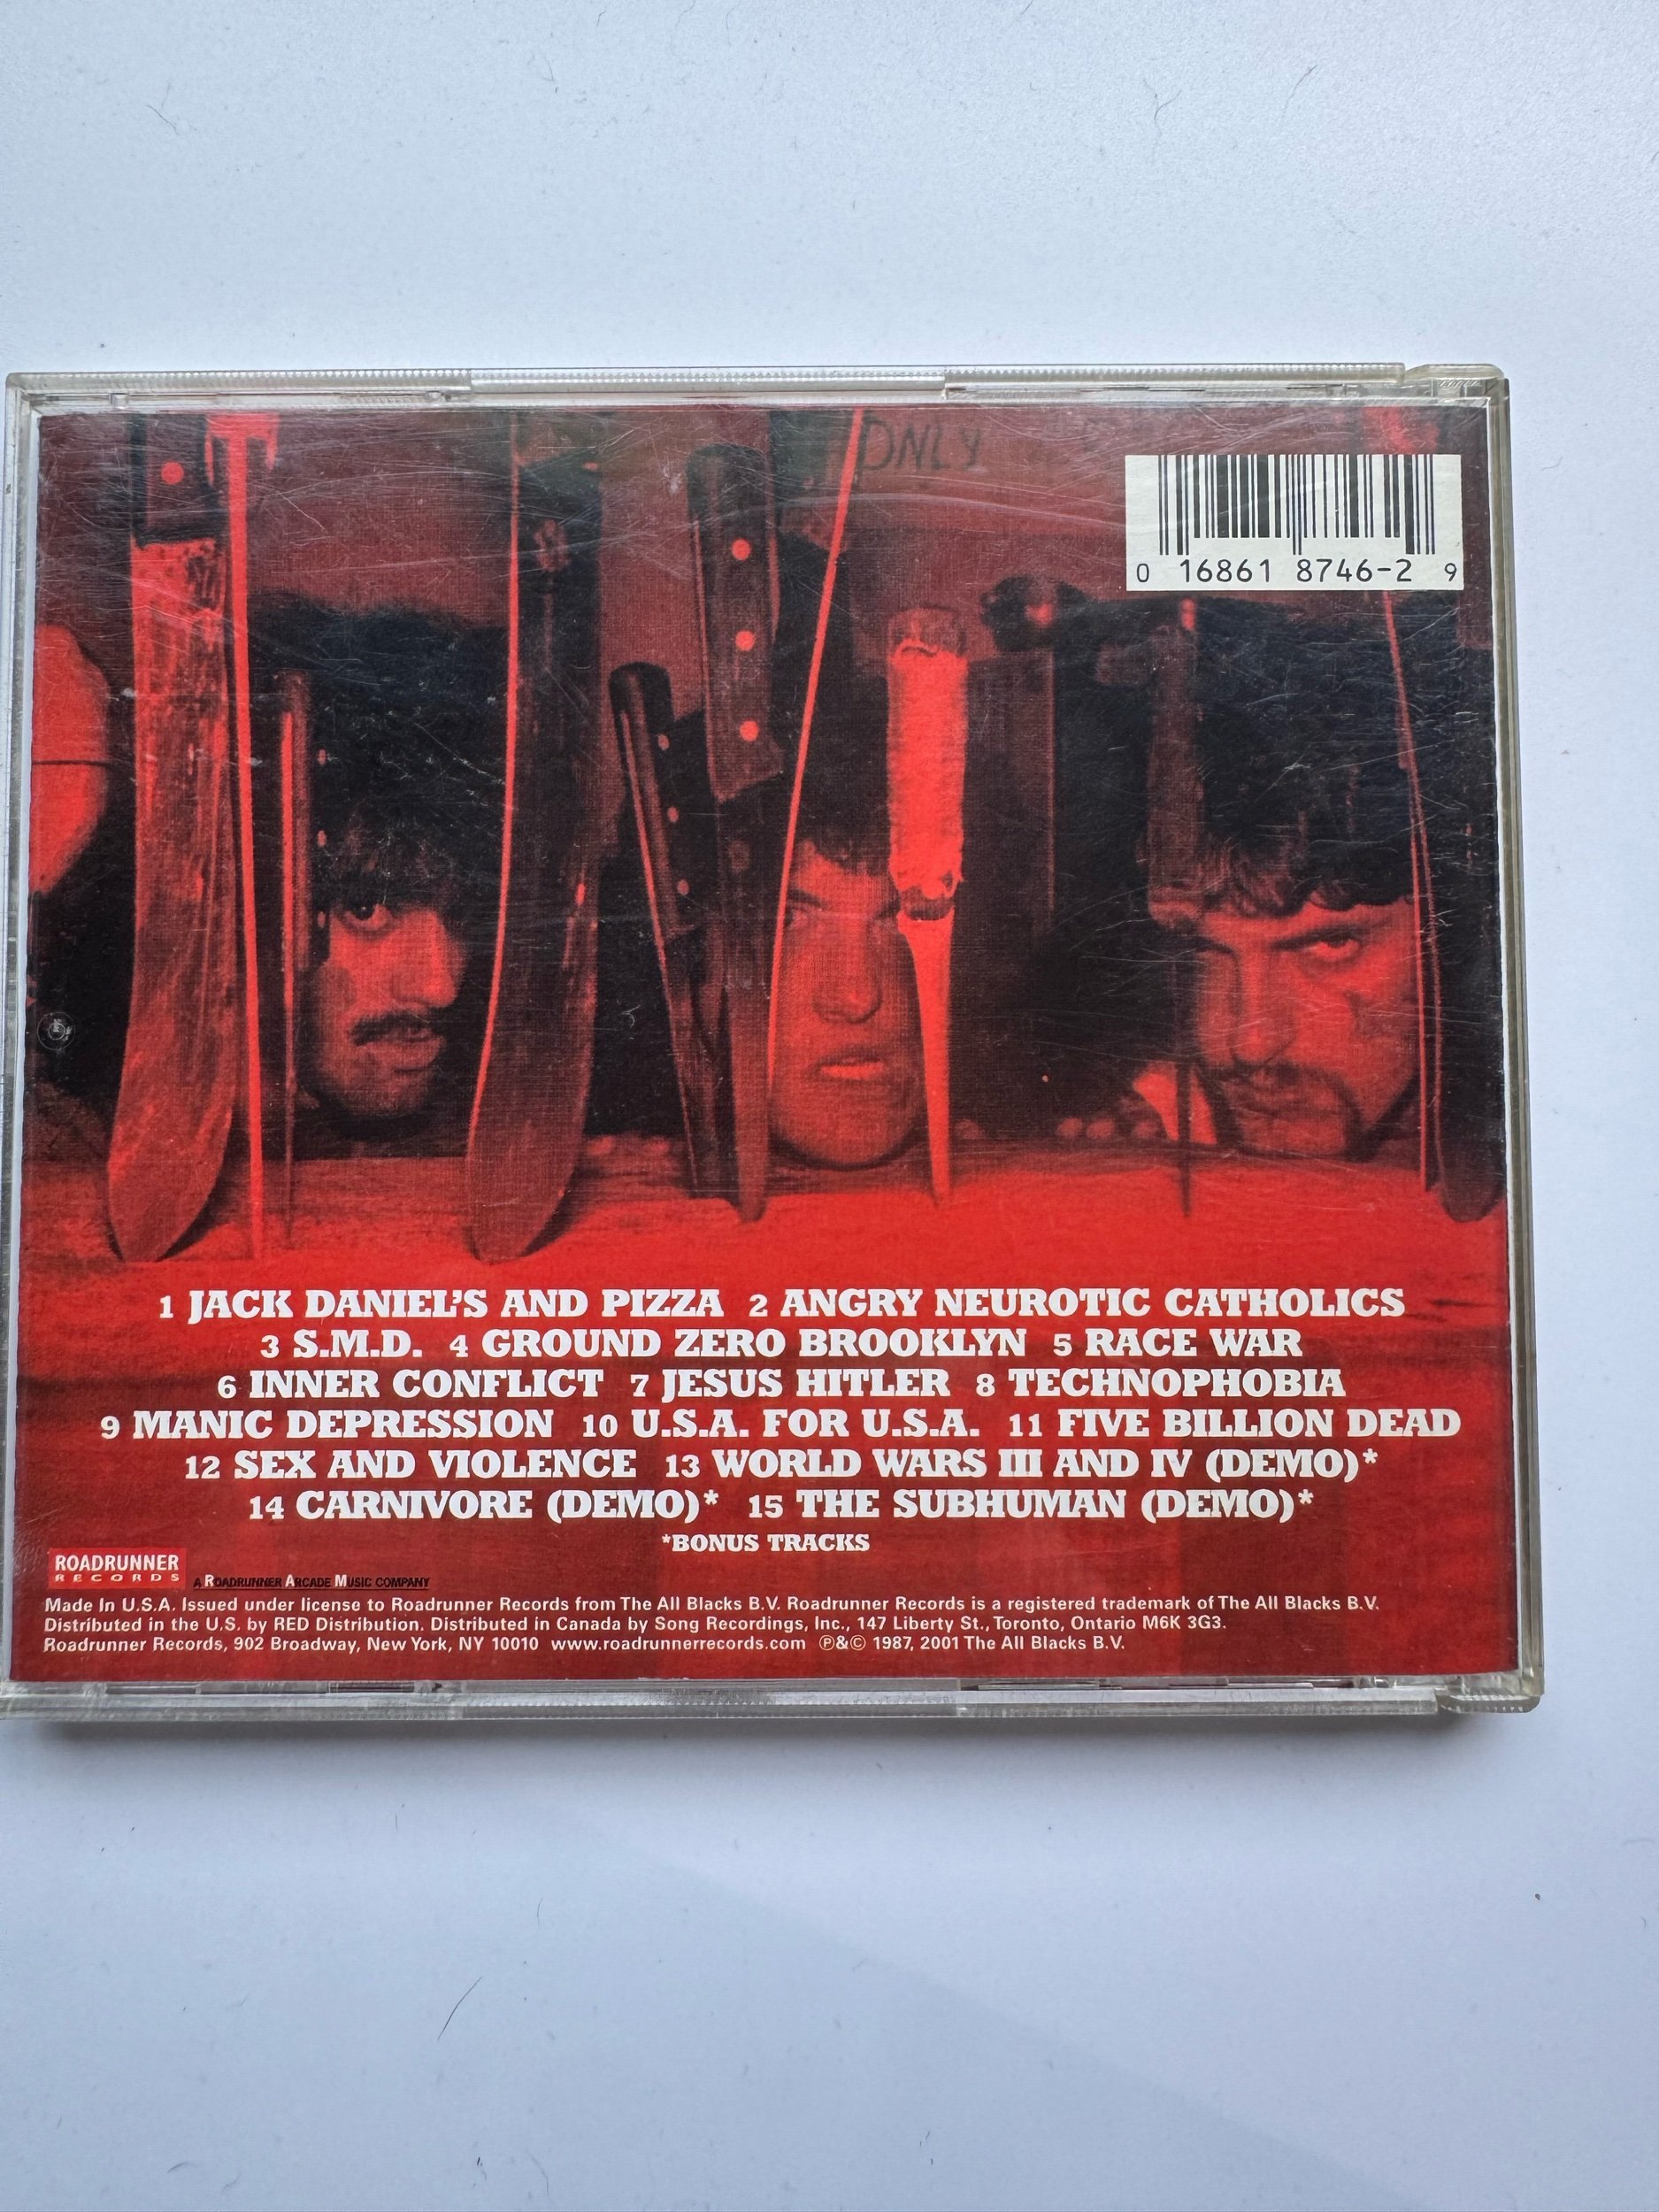 ONLY
0 16861 8746-2 9
1 JACK DANIEL'S AND PIZZA 2 ANGRY NEUROTIC CATHOLICS
3 S.M.D. 4 GROUND ZERO BROOKLYN 5 RACE WAR
6 INNER CONFLICT 7 JESUS HITLER 8 TECHNOPHOBIA
9 MANIC DEPRESSION 10 U.S.A. FOR U.S.A. 11 FIVE BILLION DEAD
12 SEX AND VIOLENCE 13 WORLD WARS III AND IV (DEMO)*
14 CARNIVORE (DEMO)* 15 THE SUBHUMAN (DEMO)*
*BONUS TRACKS
ROADRUNNER
RECORDS
A ROADRUNNER ARCADE MUSIC COMPANY
Made In U.S.A. Issued under license to Roadrunner Records from The All Blacks B.V. Roadrunner Records is a registered trademark of The All Blacks B.V.
Distributed in the U.S. by RED Distribution. Distributed in Canada by Song Recordings, Inc., 147 Liberty St., Toronto, Ontario M6K 3G3.
Roadrunner Records, 902 Broadway, New York, NY 10010 www.roadrunnerrecords.com ℗&© 1987, 2001 The All Blacks B.V.